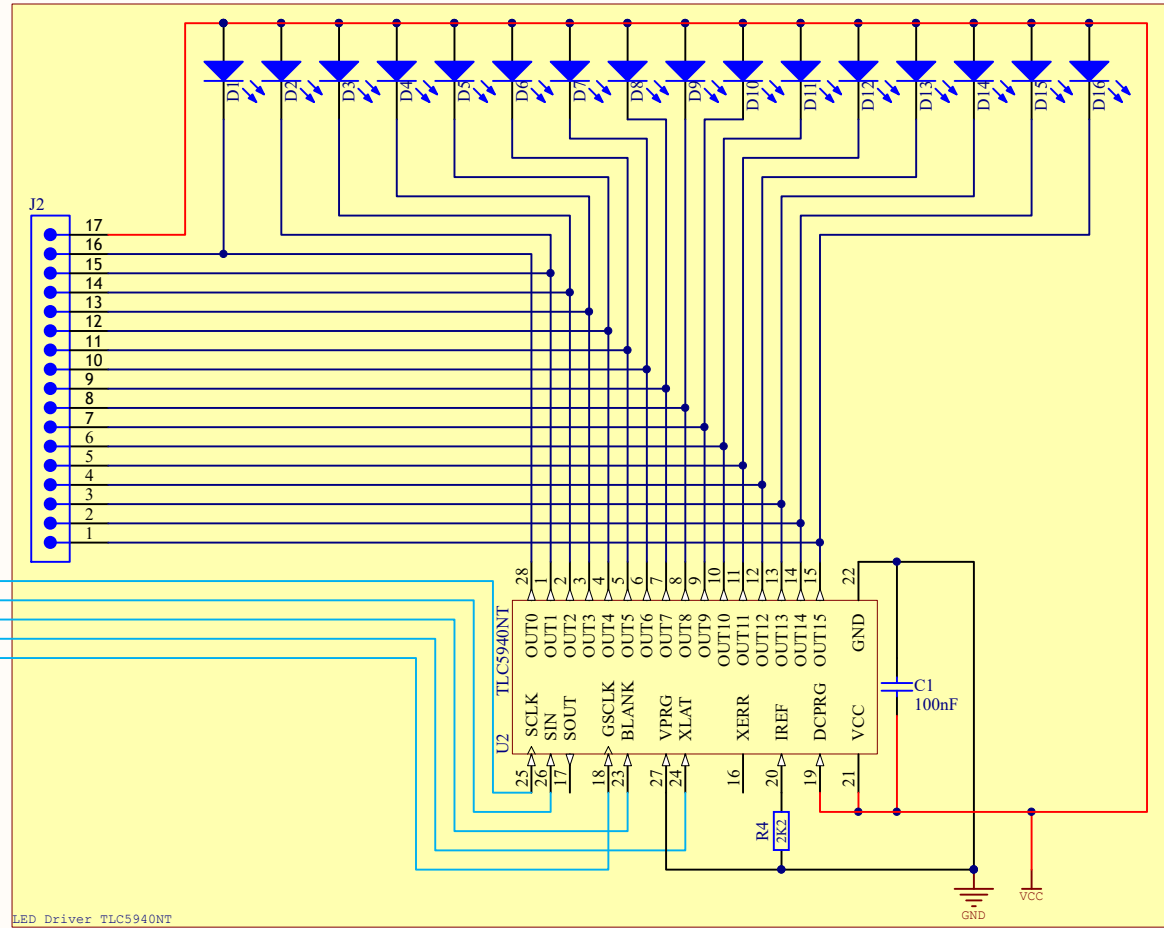 D1
D2
D3
D4
D5
D6
D7
D8
D9
D10
D11
D12
D13
D14
D15
D16
J2
17
16
15
14
13
12
11
10
9
8
7
6
5
4
3
2
1
28
1
2
3
4
5
6
7
8
9
10
11
12
13
14
15
22
OUT0
OUT1
OUT2
OUT3
OUT4
OUT5
OUT6
OUT7
OUT8
OUT9
OUT10
OUT11
OUT12
OUT13
OUT14
OUT15
GND
TLC5940NT
U2
SCLK
SIN
SOUT
GSCLK
BLANK
VPRG
XLAT
XERR
IREF
DCPRG
VCC
C1
100nF
25
26
17
18
23
27
24
16
20
19
21
R4
2K2
VCC
GND
LED Driver TLC5940NT